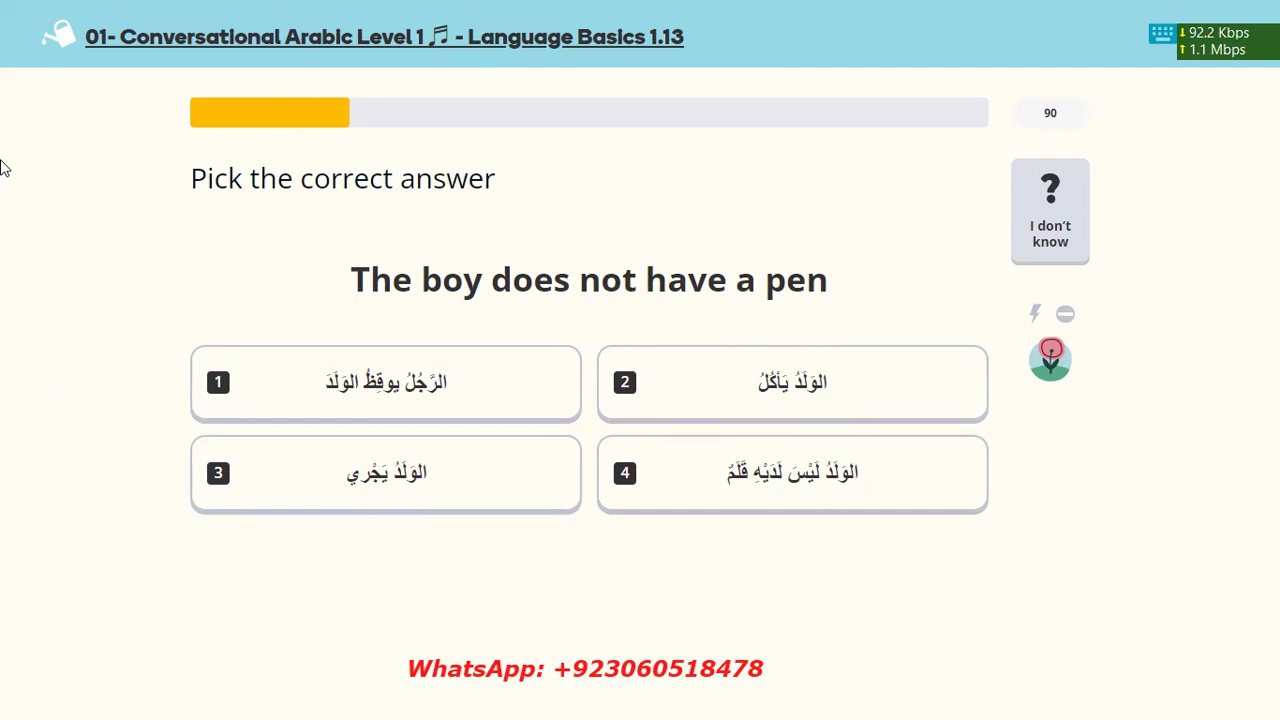 01- Conversational Arabic Level 1 🎵 - Language Basics 1.13
92.2 Kbps
1.1 Mbps
90
Pick the correct answer
?
I don't
know
The boy does not have a pen
1 الرَّجُلُ يوقِظُ الوَلَدَ
2 الوَلَدُ يَأكُلُ
3 الوَلَدُ يَجْري
4 الوَلَدُ لَيْسَ لَدَيْهِ قَلَمٌ
WhatsApp: +923060518478